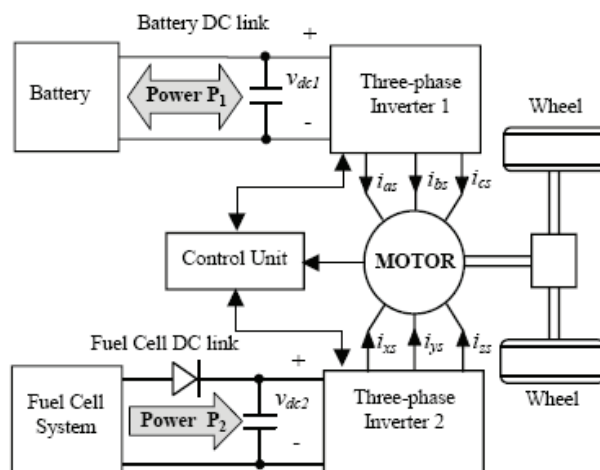 Battery DC link
+
Battery
Power P1
vdc1
-
Three-phase
Inverter 1
Wheel
ias
ibs
ics
Control Unit
MOTOR
Fuel Cell DC link
+
ixs
iys
izs
Fuel Cell
System
Power P2
vdc2
-
Three-phase
Inverter 2
Wheel